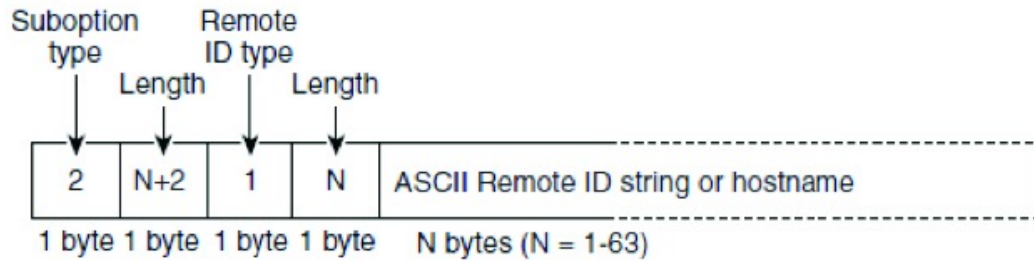 Suboption type
Remote ID type
Length
Length
2
N+2
1
N
ASCII Remote ID string or hostname
1 byte
1 byte
1 byte
1 byte
N bytes (N = 1-63)